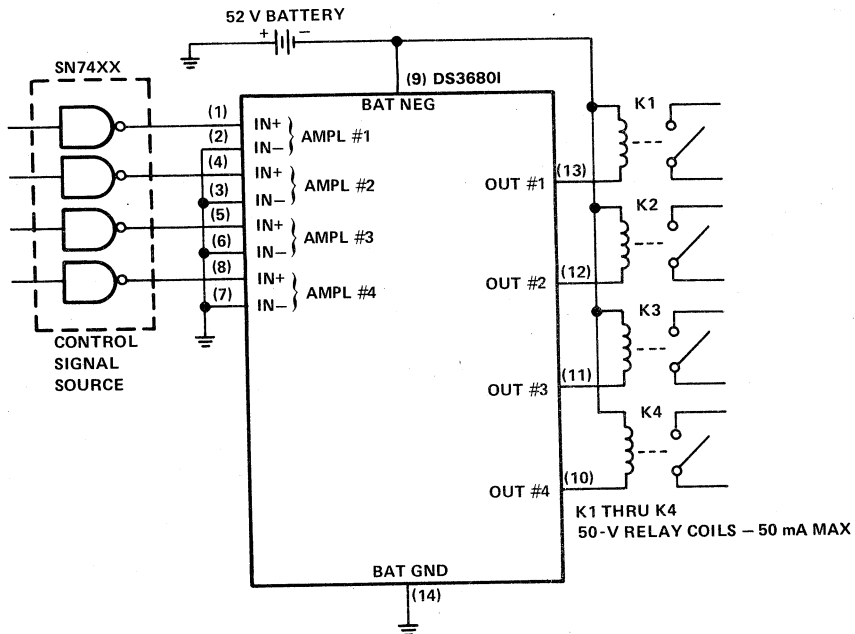 52 V BATTERY
+ −
SN74XX
(9) DS3680I
BAT NEG
K1
(1)
IN+
(2)
IN−
AMPL #1
(4)
IN+
(3)
IN−
AMPL #2
(5)
IN+
(6)
IN−
AMPL #3
(8)
IN+
(7)
IN−
AMPL #4
OUT #1
(13)
K2
OUT #2
(12)
K3
OUT #3
(11)
K4
OUT #4
(10)
CONTROL
SIGNAL
SOURCE
K1 THRU K4
50-V RELAY COILS – 50 mA MAX
BAT GND
(14)